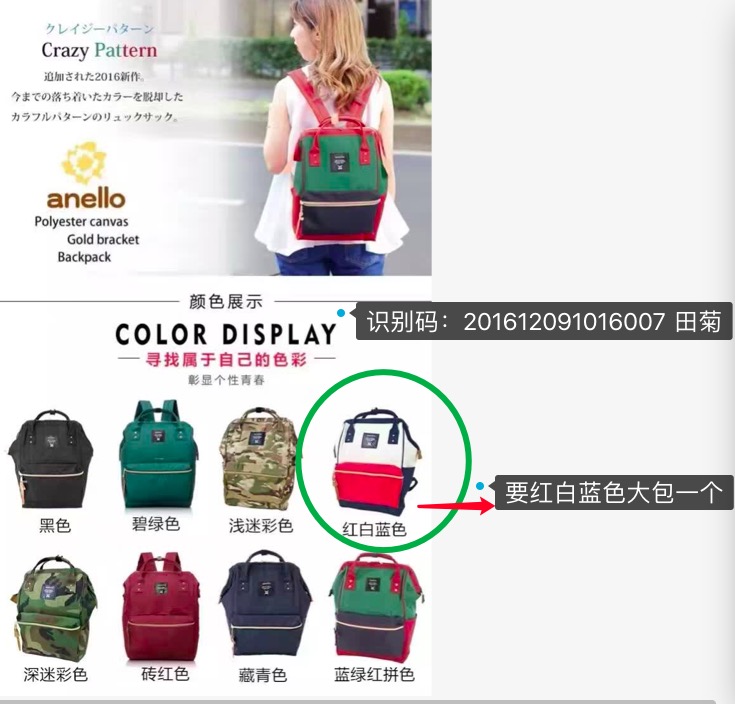 クレイジーパターン
Crazy Pattern
追加された2016新作。
今までの落ち着いたカラーを脱却した
カラフルパターンのリュックサック。
anello
Polyester canvas
Gold bracket
Backpack
颜色展示
COLOR DISPLAY
寻找属于自己的色彩
彰显个性青春
识别码：201612091016007 田菊
黑色
碧绿色
浅迷彩色
红白蓝色
要红白蓝色大包一个
深迷彩色
砖红色
藏青色
蓝绿红拼色